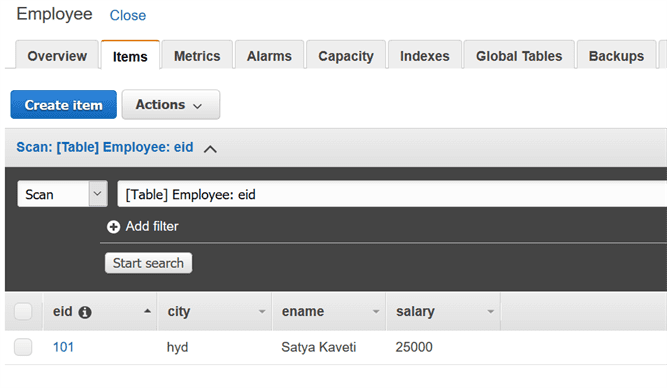 Employee Close
Overview Items Metrics Alarms Capacity Indexes Global Tables Backups
Create item Actions
Scan: [Table] Employee: eid
Scan [Table] Employee: eid
Add filter
Start search
eid city ename salary
101 hyd Satya Kaveti 25000